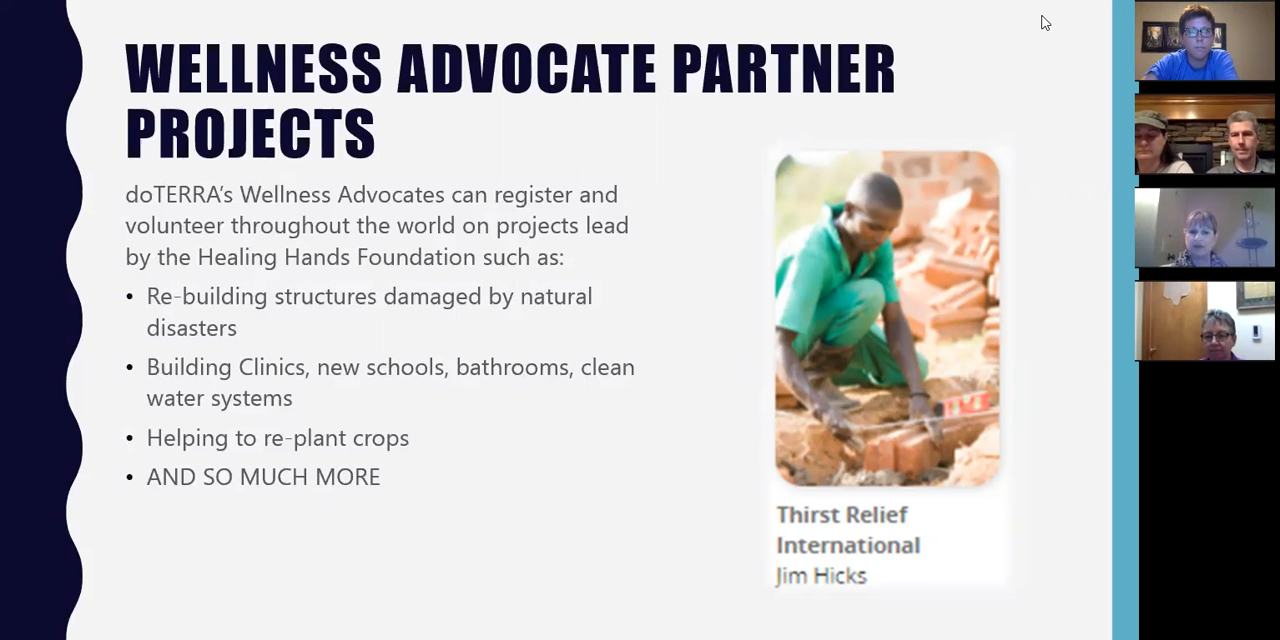 WELLNESS ADVOCATE PARTNER
PROJECTS
doTERRA's Wellness Advocates can register and
volunteer throughout the world on projects lead
by the Healing Hands Foundation such as:
• Re-building structures damaged by natural
disasters
• Building Clinics, new schools, bathrooms, clean
water systems
• Helping to re-plant crops
• AND SO MUCH MORE
Thirst Relief
International
Jim Hicks